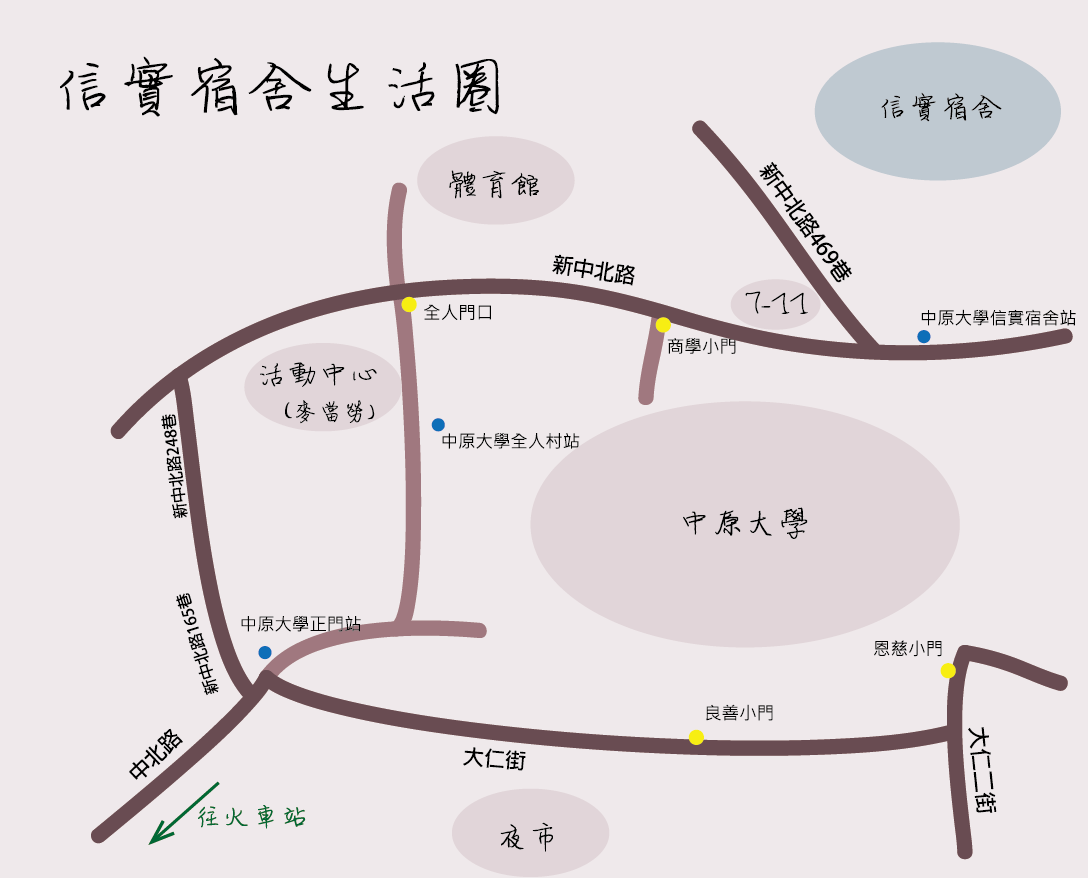 信實宿舍生活圈
信實宿舍
體育館
新中北路469巷
新中北路
7-11
全人門口
中原大學信實宿舍站
商學小門
活動中心
(麥當勞)
新中北路248巷
中原大學全人村站
中原大學
新中北路165巷
中原大學正門站
恩慈小門
良善小門
中北路
大仁街
大仁二街
往火車站
夜市